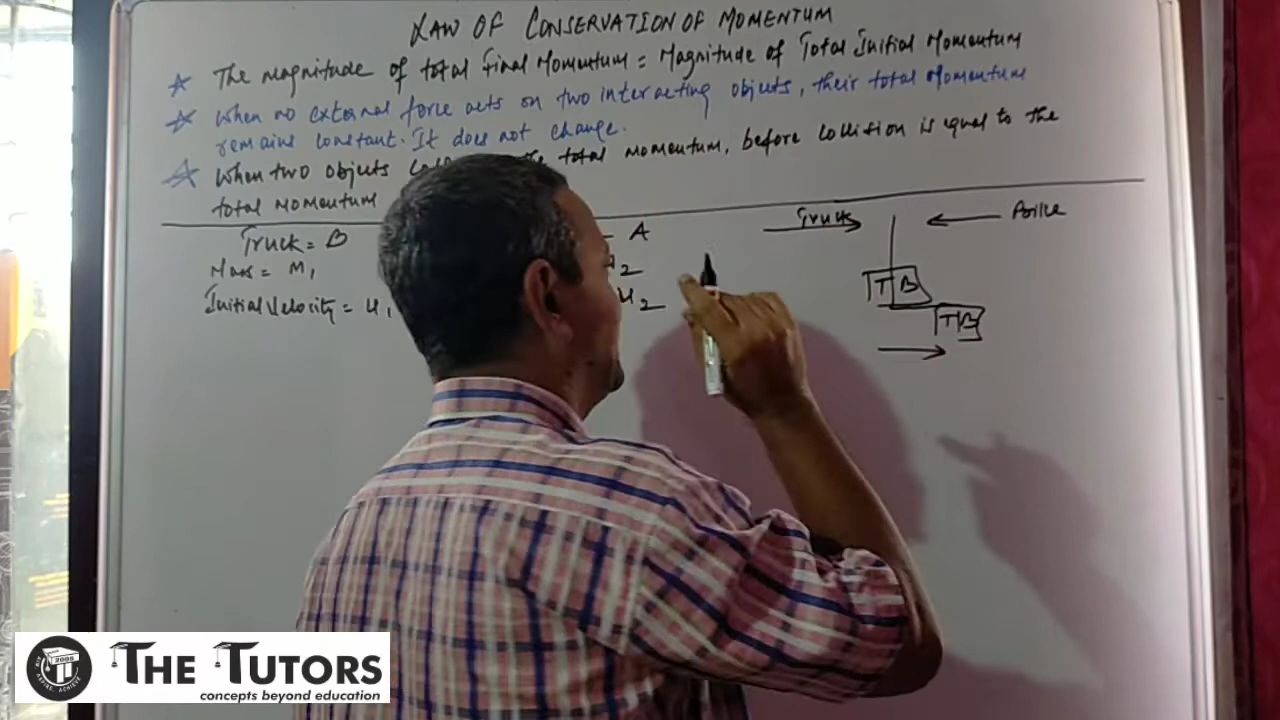 LAW OF CONSERVATION OF MOMENTUM
The magnitude of total Final Momentum = Magnitude of Total Initial Momentum
When no external force acts on two interacting objects, their total Momentum
remains constant. It does not change.
When two objects the total momentum, before collision is equal to the
total momentum
Truck = B
A
Truck
Mass = M1
2
Initial Velocity = u1
u2
T B
T B
THE TUTORS
concepts beyond education